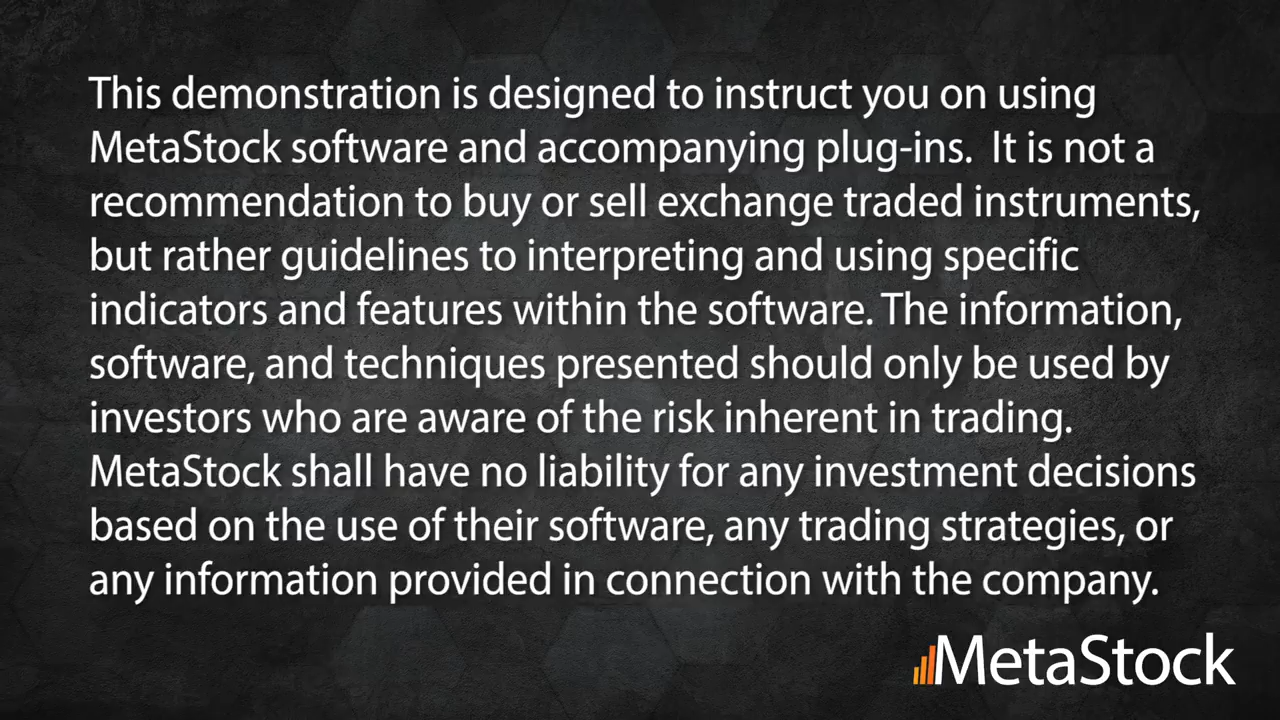 This demonstration is designed to instruct you on using
MetaStock software and accompanying plug-ins.  It is not a
recommendation to buy or sell exchange traded instruments,
but rather guidelines to interpreting and using specific
indicators and features within the software. The information,
software, and techniques presented should only be used by
investors who are aware of the risk inherent in trading.
MetaStock shall have no liability for any investment decisions
based on the use of their software, any trading strategies, or
any information provided in connection with the company.
MetaStock